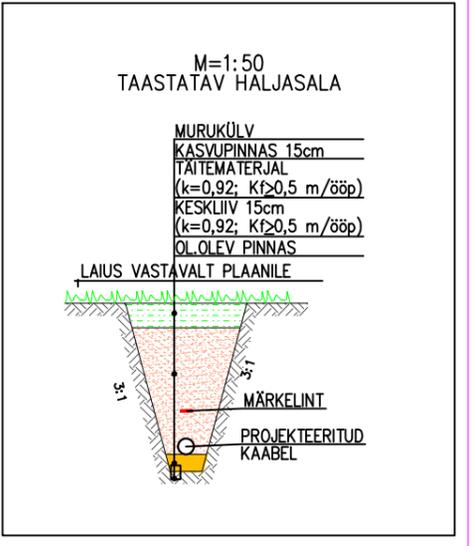 M=1:50
TAASTATAV HALJASALA
MURUKÜLV
KASVUPINNAS 15cm
TÄITEMATERJAL
(k=0,92; Kf≥0,5 m/ööp)
KESKLIIV 15cm
(k=0,92; Kf≥0,5 m/ööp)
OL.OLEV PINNAS
LAIUS VASTAVALT PLAANILE
3:1
3:1
MÄRKELINT
PROJEKTEERITUD
KAABEL